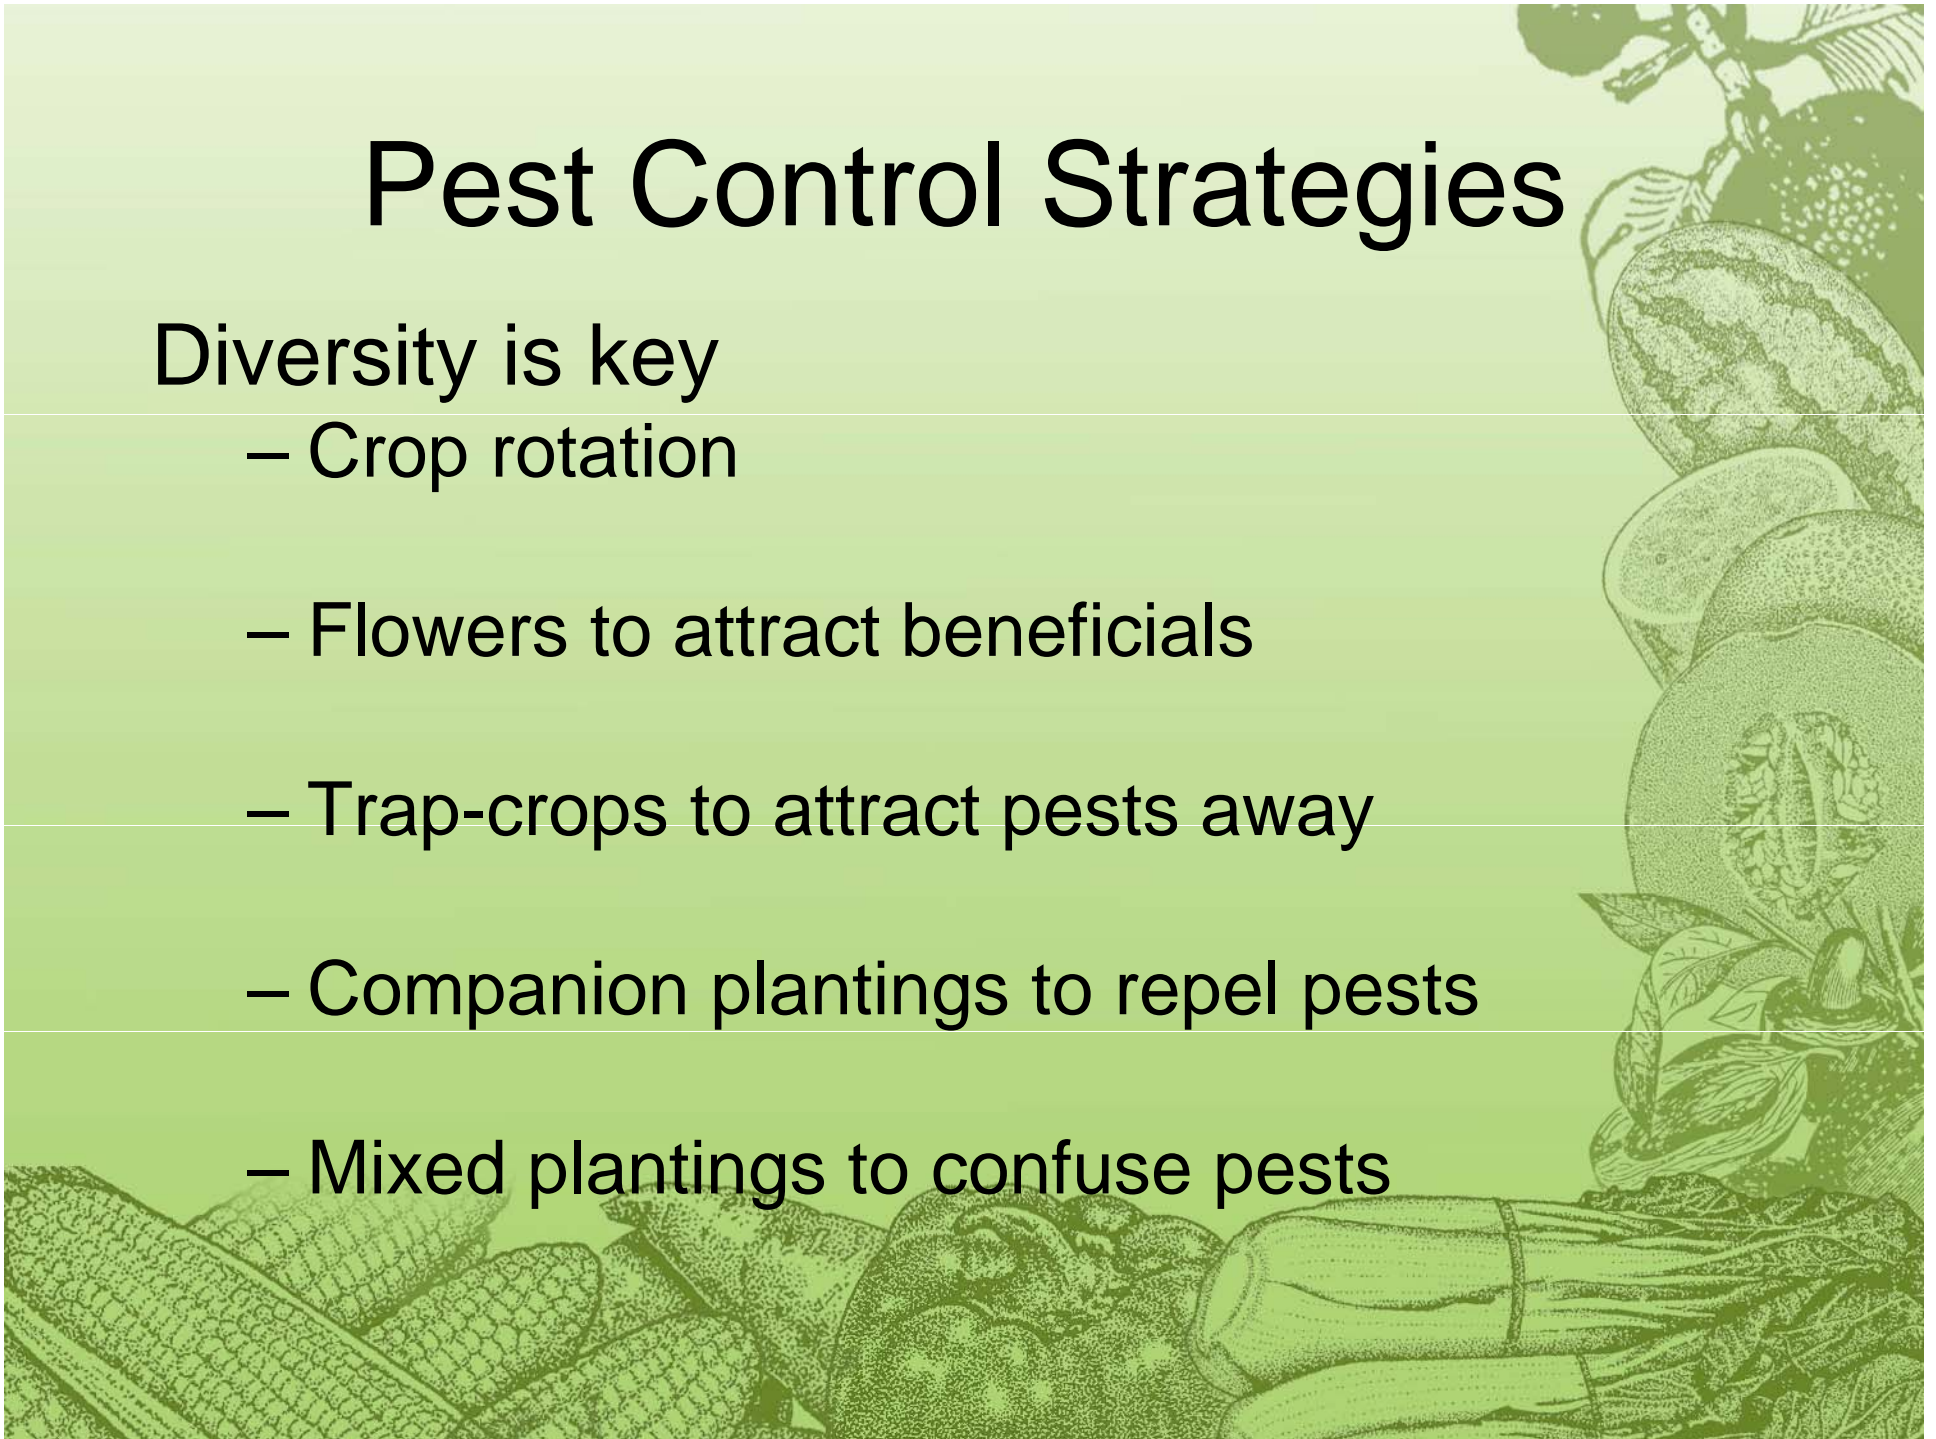 Pest Control Strategies
Diversity is key
– Crop rotation
– Flowers to attract beneficials
– Trap-crops to attract pests away
– Companion plantings to repel pests
– Mixed plantings to confuse pests